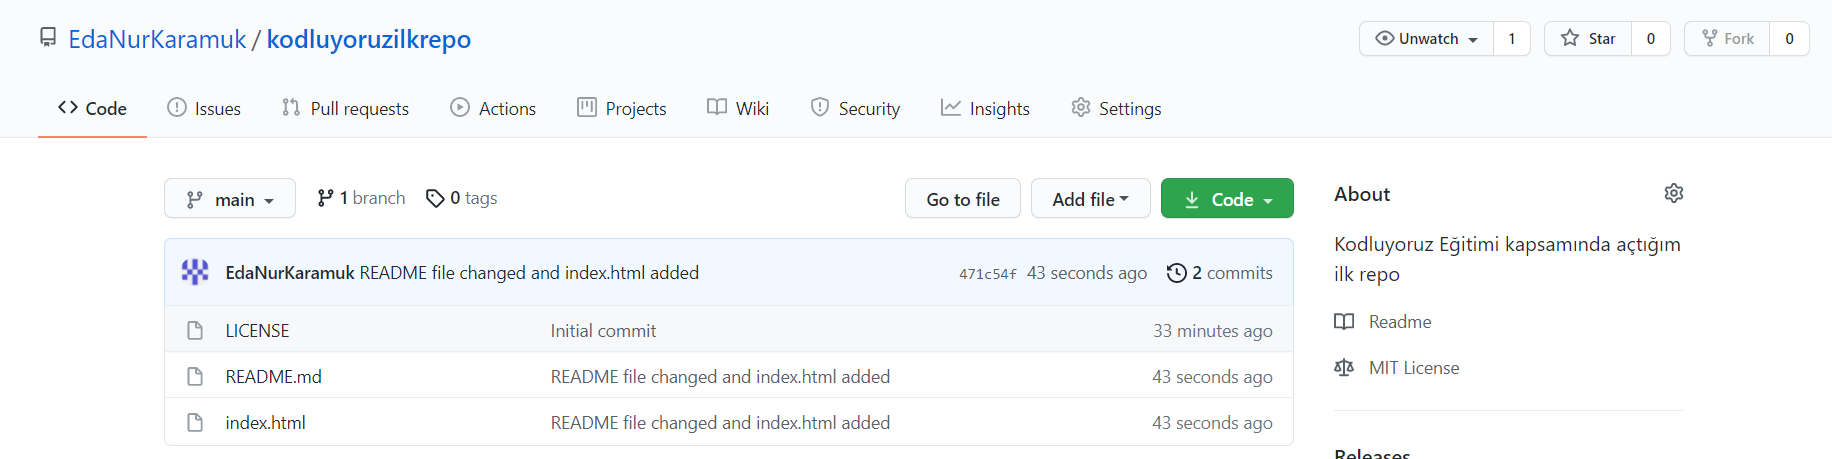 EdaNurKaramuk / kodluyoruzilkrepo
Unwatch 1 Star 0 Fork 0
Code Issues Pull requests Actions Projects Wiki Security Insights Settings
main 1 branch 0 tags Go to file Add file Code
EdaNurKaramuk README file changed and index.html added 471c54f 43 seconds ago 2 commits
LICENSE Initial commit 33 minutes ago
README.md README file changed and index.html added 43 seconds ago
index.html README file changed and index.html added 43 seconds ago
About
Kodluyoruz Eğitimi kapsamında açtığım
ilk repo
Readme
MIT License
Releases